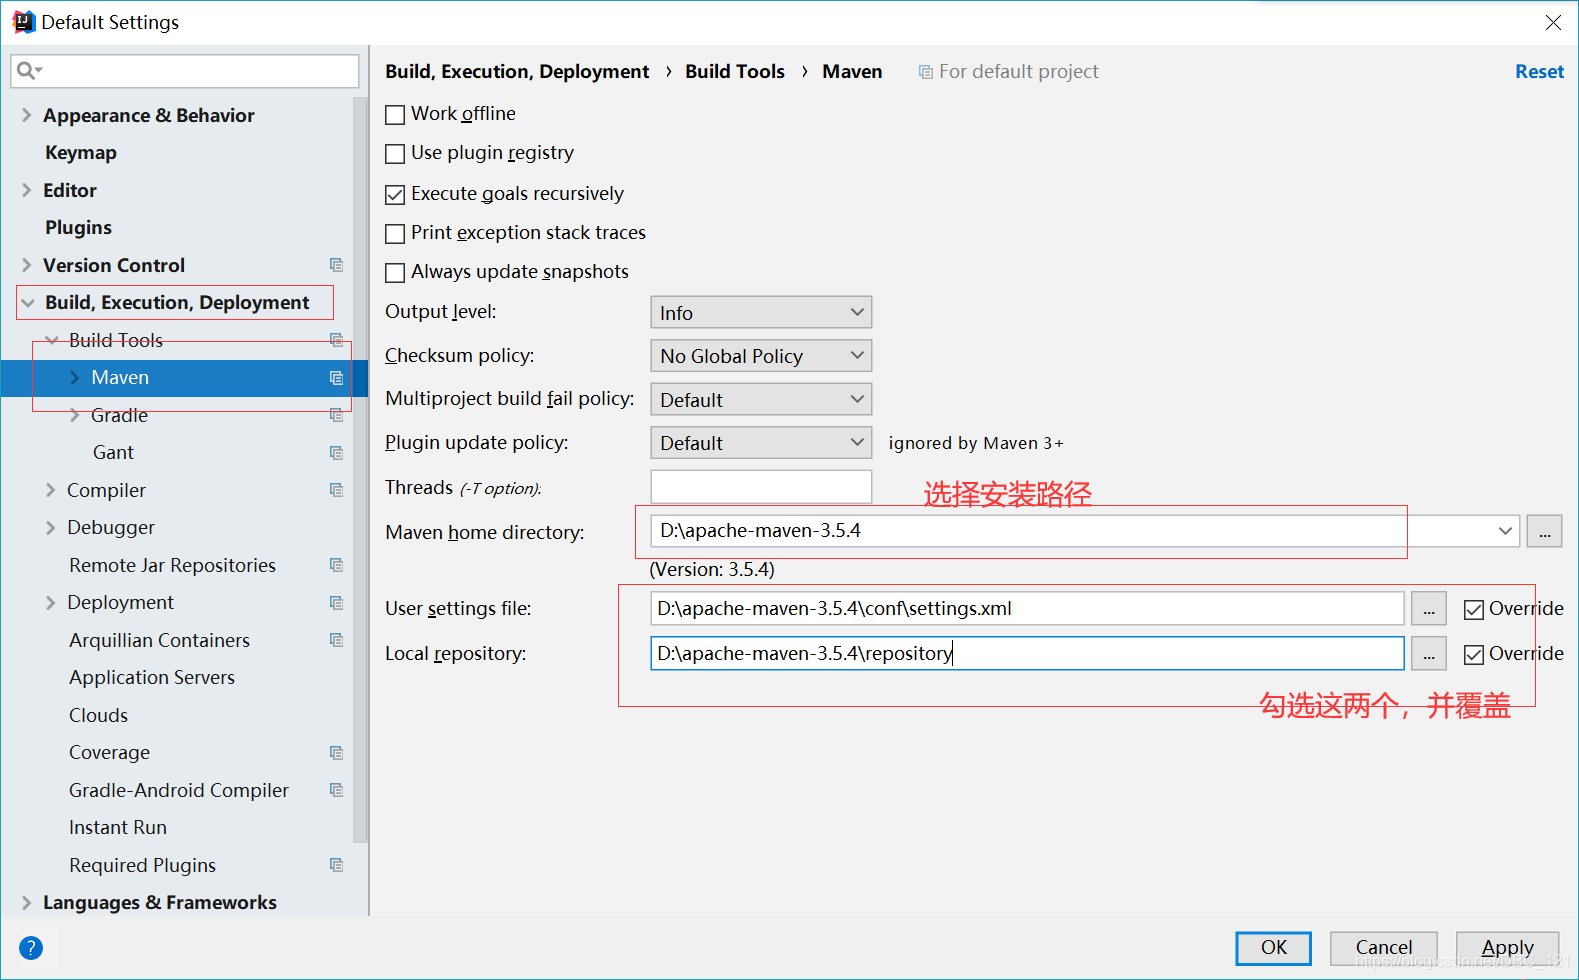 Default Settings
Build, Execution, Deployment › Build Tools › Maven For default project Reset
Appearance & Behavior
Keymap
Editor
Plugins
Version Control
Build, Execution, Deployment
Build Tools
Maven
Gradle
Gant
Compiler
Debugger
Remote Jar Repositories
Deployment
Arquillian Containers
Application Servers
Clouds
Coverage
Gradle-Android Compiler
Instant Run
Required Plugins
Languages & Frameworks
Work offline
Use plugin registry
Execute goals recursively
Print exception stack traces
Always update snapshots
Output level: Info
Checksum policy: No Global Policy
Multiproject build fail policy: Default
Plugin update policy: Default ignored by Maven 3+
Threads (-T option):
选择安装路径
Maven home directory: D:\apache-maven-3.5.4 ...
(Version: 3.5.4)
User settings file: D:\apache-maven-3.5.4\conf\settings.xml ... Override
Local repository: D:\apache-maven-3.5.4\repository ... Override
勾选这两个，并覆盖
? OK Cancel Apply